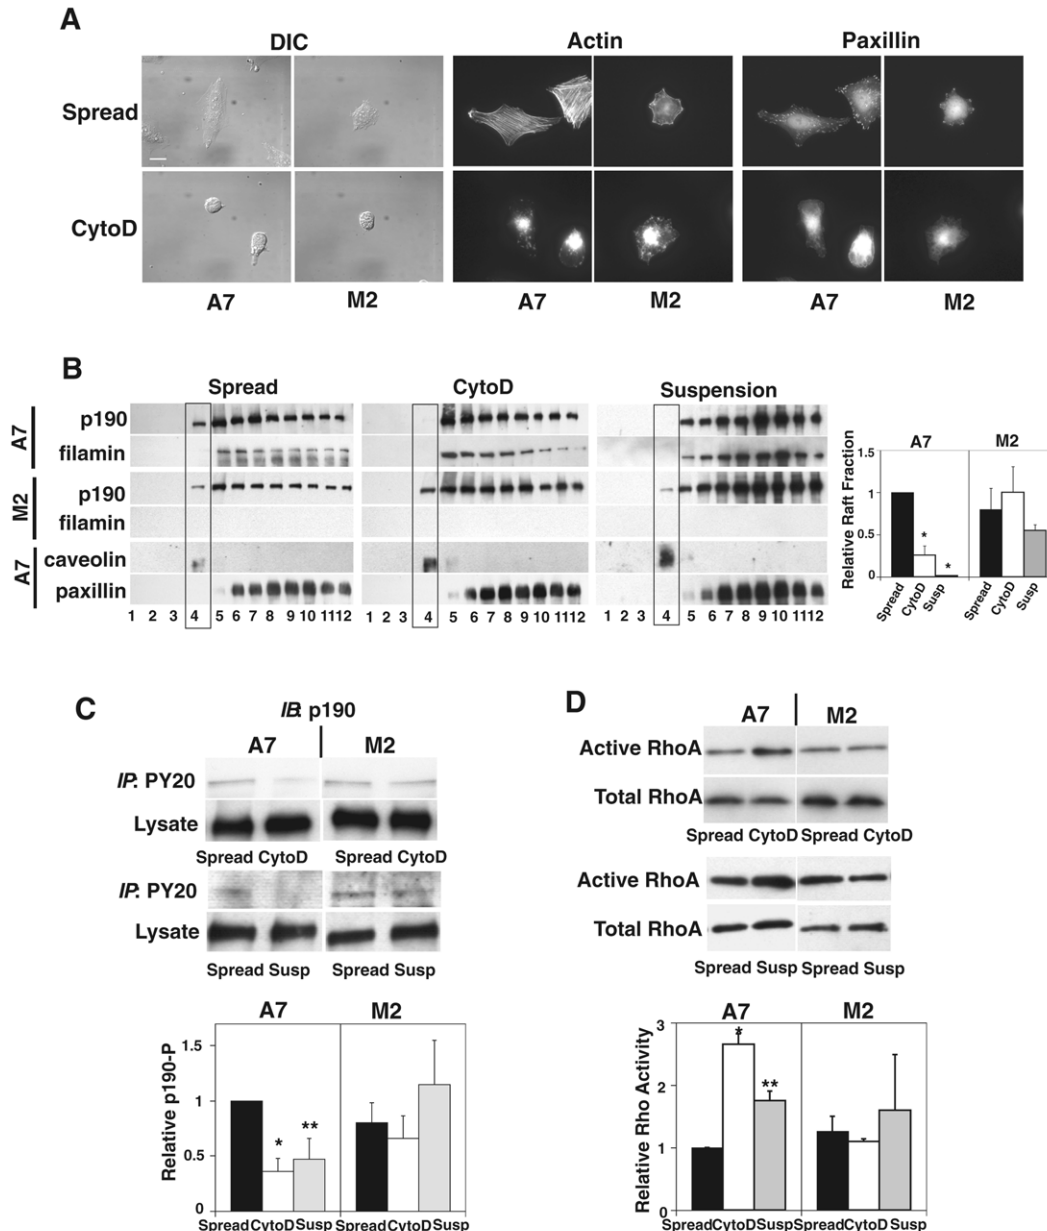 A
DIC Actin Paxillin
Spread
CytoD
A7 M2 A7 M2 A7 M2
B
Spread CytoD Suspension
A7
p190
filamin
M2
p190
filamin
A7
caveolin
paxillin
1 2 3 4 5 6 7 8 9 10 11 12 1 2 3 4 5 6 7 8 9 10 11 12 1 2 3 4 5 6 7 8 9 10 11 12
A7 M2
Relative Raft Fraction
1.5
1
*
0.5
*
0
Spread CytoD Susp Spread CytoD Susp
C
IB: p190
A7 M2
IP: PY20
Lysate
Spread CytoD Spread CytoD
IP: PY20
Lysate
Spread Susp Spread Susp
A7 M2
Relative p190-P
1.5
1
* **
0.5
0
Spread CytoD Susp Spread CytoD Susp
D
A7 M2
Active RhoA
Total RhoA
Spread CytoD Spread CytoD
Active RhoA
Total RhoA
Spread Susp Spread Susp
A7 M2
Relative Rho Activity
3
*
2
**
1
0
Spread CytoD Susp Spread CytoD Susp